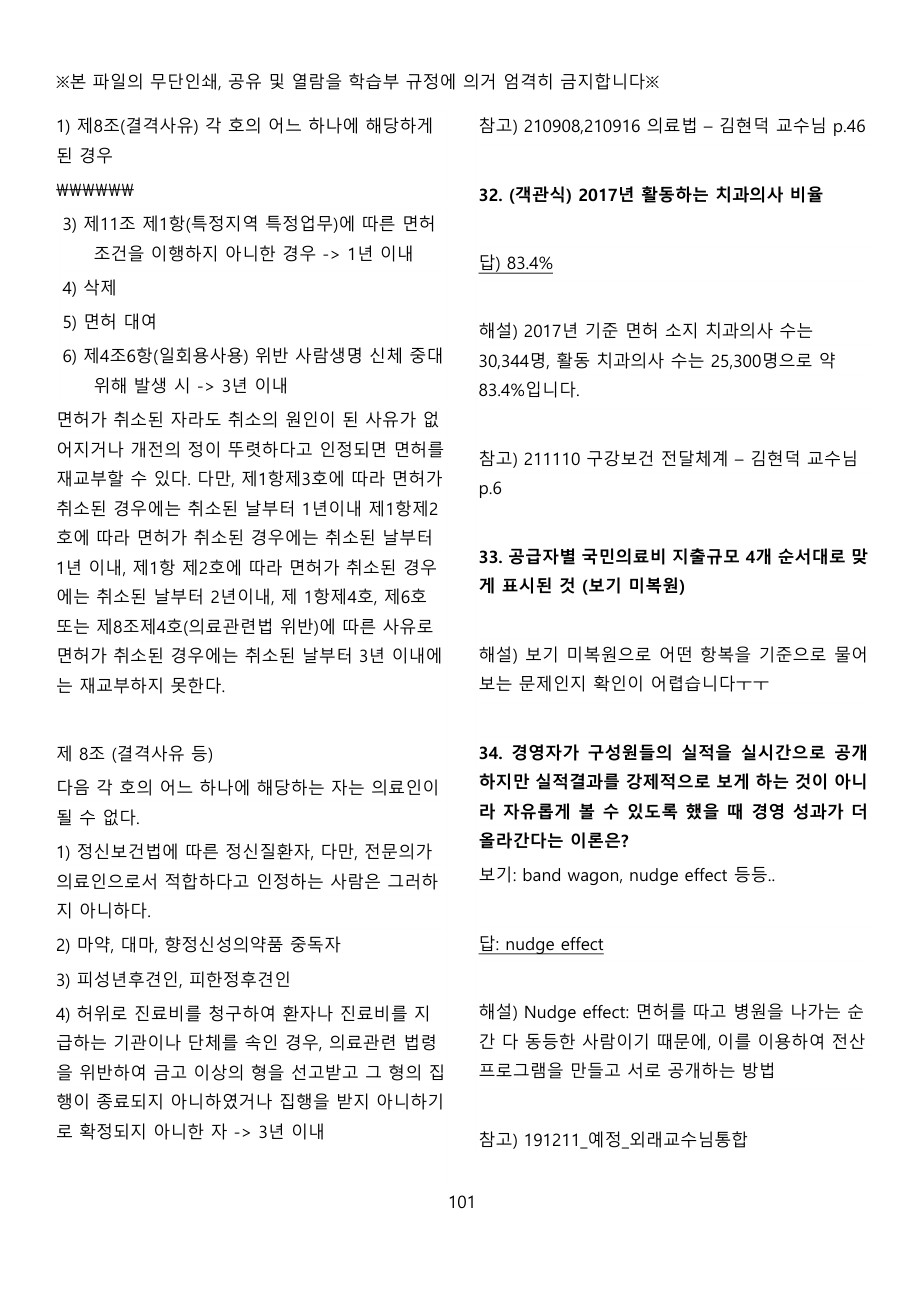 ※본 파일의 무단인쇄, 공유 및 열람을 학습부 규정에 의거 엄격히 금지합니다※
1) 제8조(결격사유) 각 호의 어느 하나에 해당하게
된 경우
₩₩₩₩₩₩
3) 제11조 제1항(특정지역 특정업무)에 따른 면허
조건을 이행하지 아니한 경우 -> 1년 이내
4) 삭제
5) 면허 대여
6) 제4조6항(일회용사용) 위반 사람생명 신체 중대
위해 발생 시 -> 3년 이내
면허가 취소된 자라도 취소의 원인이 된 사유가 없
어지거나 개전의 정이 뚜렷하다고 인정되면 면허를
재교부할 수 있다. 다만, 제1항제3호에 따라 면허가
취소된 경우에는 취소된 날부터 1년이내 제1항제2
호에 따라 면허가 취소된 경우에는 취소된 날부터
1년 이내, 제1항 제2호에 따라 면허가 취소된 경우
에는 취소된 날부터 2년이내, 제 1항제4호, 제6호
또는 제8조제4호(의료관련법 위반)에 따른 사유로
면허가 취소된 경우에는 취소된 날부터 3년 이내에
는 재교부하지 못한다.
제 8조 (결격사유 등)
다음 각 호의 어느 하나에 해당하는 자는 의료인이
될 수 없다.
1) 정신보건법에 따른 정신질환자, 다만, 전문의가
의료인으로서 적합하다고 인정하는 사람은 그러하
지 아니하다.
2) 마약, 대마, 향정신성의약품 중독자
3) 피성년후견인, 피한정후견인
4) 허위로 진료비를 청구하여 환자나 진료비를 지
급하는 기관이나 단체를 속인 경우, 의료관련 법령
을 위반하여 금고 이상의 형을 선고받고 그 형의 집
행이 종료되지 아니하였거나 집행을 받지 아니하기
로 확정되지 아니한 자 -> 3년 이내
참고) 210908,210916 의료법 – 김현덕 교수님 p.46
32. (객관식) 2017년 활동하는 치과의사 비율
답) 83.4%
해설) 2017년 기준 면허 소지 치과의사 수는
30,344명, 활동 치과의사 수는 25,300명으로 약
83.4%입니다.
참고) 211110 구강보건 전달체계 – 김현덕 교수님
p.6
33. 공급자별 국민의료비 지출규모 4개 순서대로 맞
게 표시된 것 (보기 미복원)
해설) 보기 미복원으로 어떤 항복을 기준으로 물어
보는 문제인지 확인이 어렵습니다ㅜㅜ
34. 경영자가 구성원들의 실적을 실시간으로 공개
하지만 실적결과를 강제적으로 보게 하는 것이 아니
라 자유롭게 볼 수 있도록 했을 때 경영 성과가 더
올라간다는 이론은?
보기: band wagon, nudge effect 등등..
답: nudge effect
해설) Nudge effect: 면허를 따고 병원을 나가는 순
간 다 동등한 사람이기 때문에, 이를 이용하여 전산
프로그램을 만들고 서로 공개하는 방법
참고) 191211_예정_외래교수님통합
101